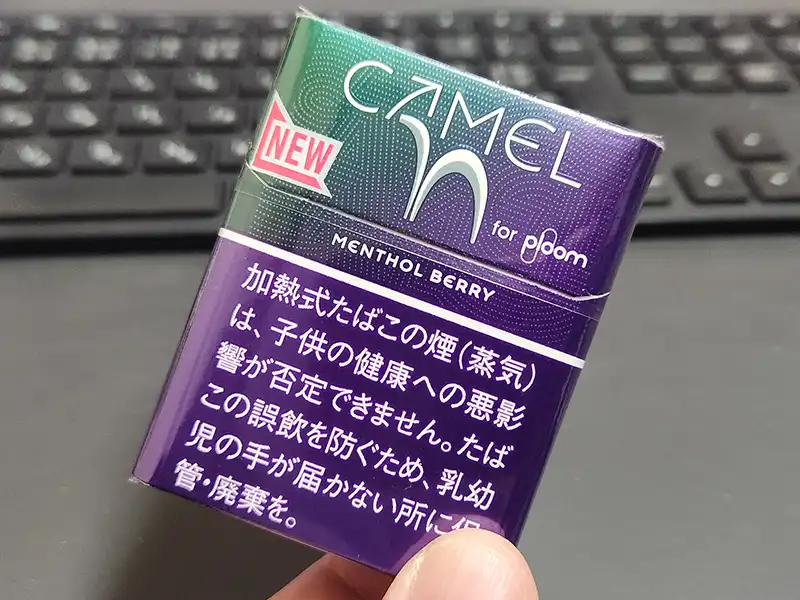 CAMEL
NEW
for ploom
MENTHOL BERRY
加熱式たばこの煙(蒸気)
は、子供の健康への悪影
響が否定できません。たば
この誤飲を防ぐため、乳幼
児の手が届かない所に保
管・廃棄を。